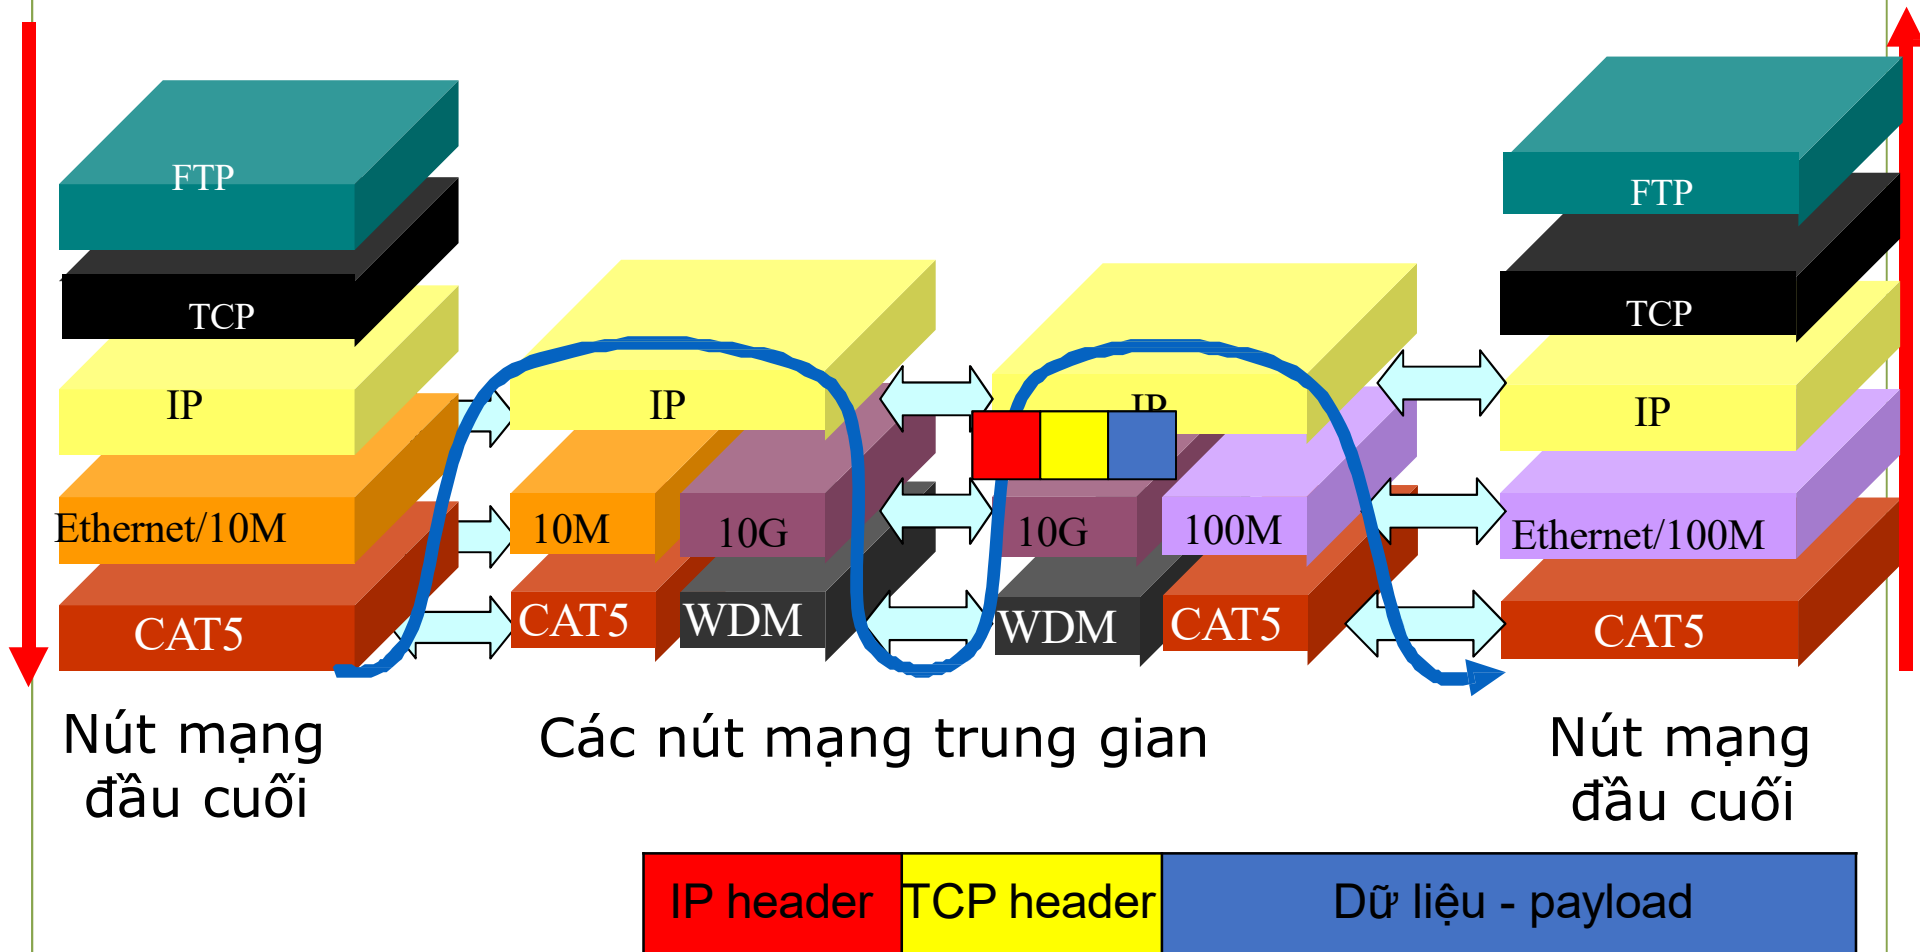 FTP
TCP
IP
Ethernet/10M
CAT5
IP
10M
10G
CAT5
WDM
IP
10G
100M
WDM
CAT5
FTP
TCP
IP
Ethernet/100M
CAT5
Nút mạng
đầu cuối
Các nút mạng trung gian
Nút mạng
đầu cuối
IP header
TCP header
Dữ liệu - payload